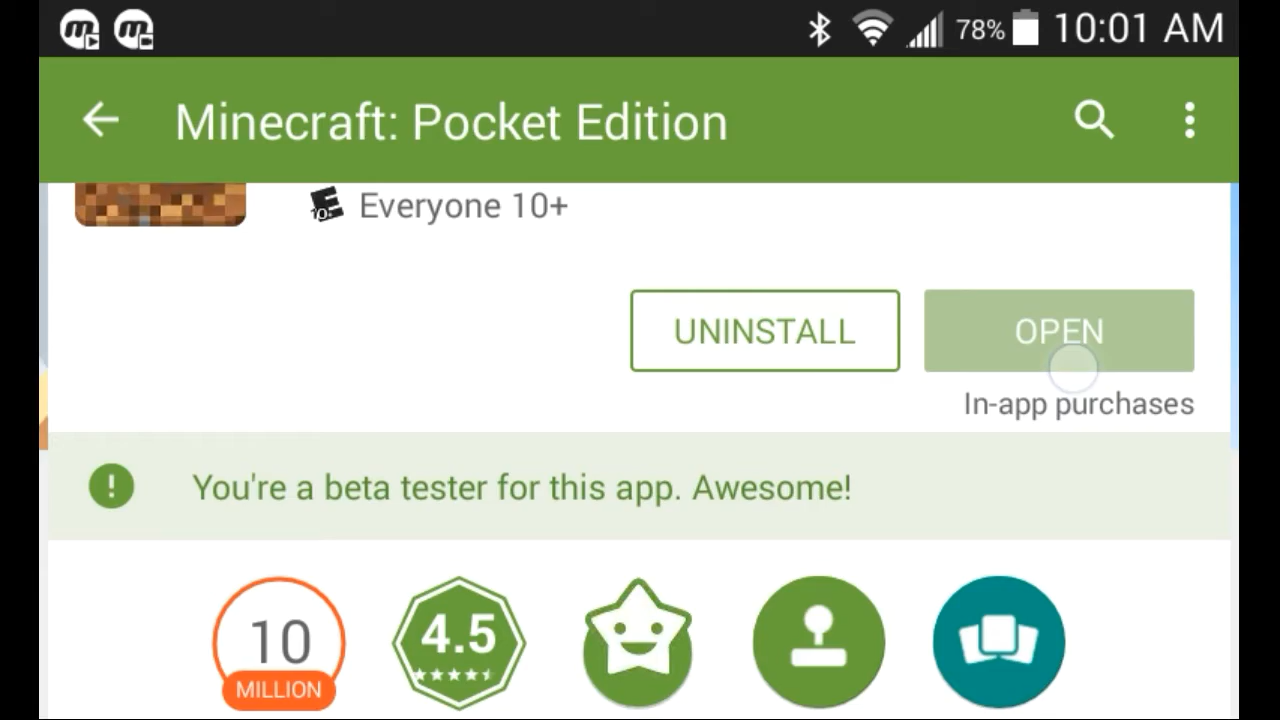 78% 10:01 AM
Minecraft: Pocket Edition
E 10+ Everyone 10+
UNINSTALL OPEN
In-app purchases
! You're a beta tester for this app. Awesome!
10 4.5
MILLION